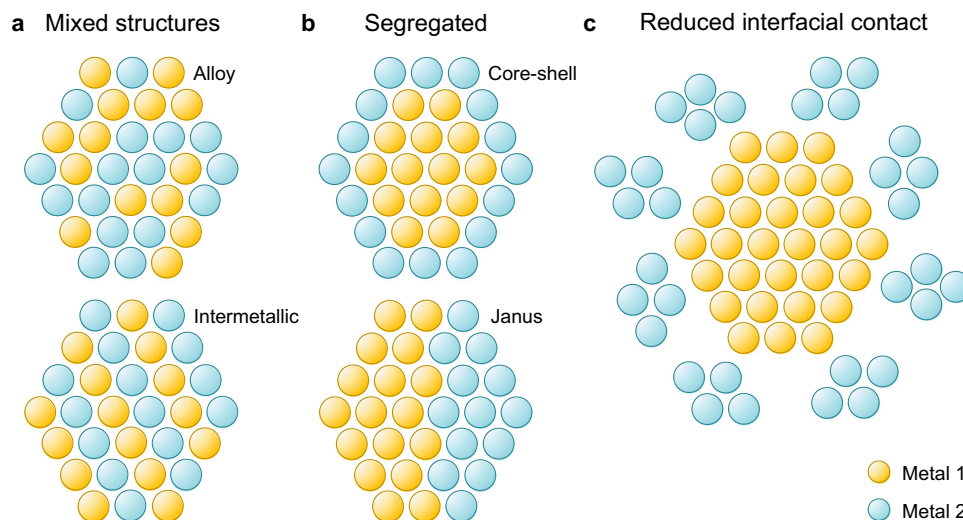 a Mixed structures
Alloy
Intermetallic
b Segregated
Core-shell
Janus
c Reduced interfacial contact
Metal 1
Metal 2